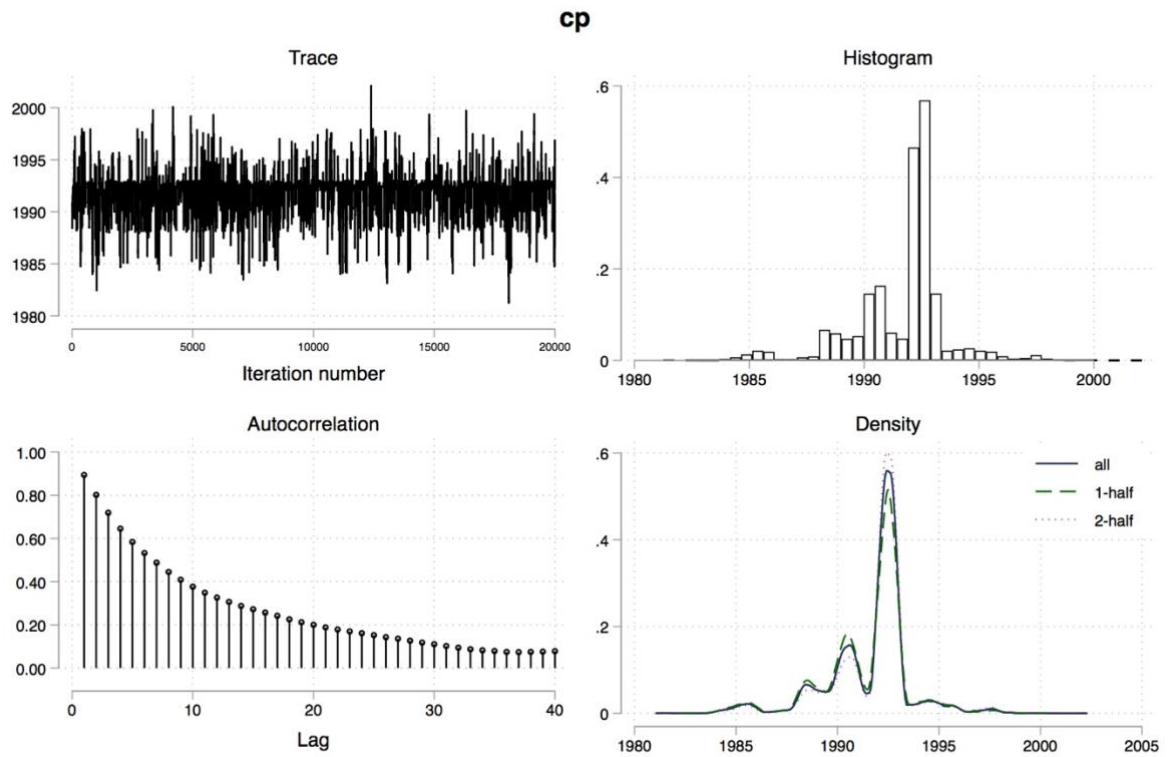 cp
Trace
2000
1995
1990
1985
1980
0 5000 10000 15000 20000
Iteration number
Histogram
.6
.4
.2
0
1980 1985 1990 1995 2000
Autocorrelation
1.00
0.80
0.60
0.40
0.20
0.00
0 10 20 30 40
Lag
Density
.6
.4
.2
0
all
1-half
2-half
1980 1985 1990 1995 2000 2005